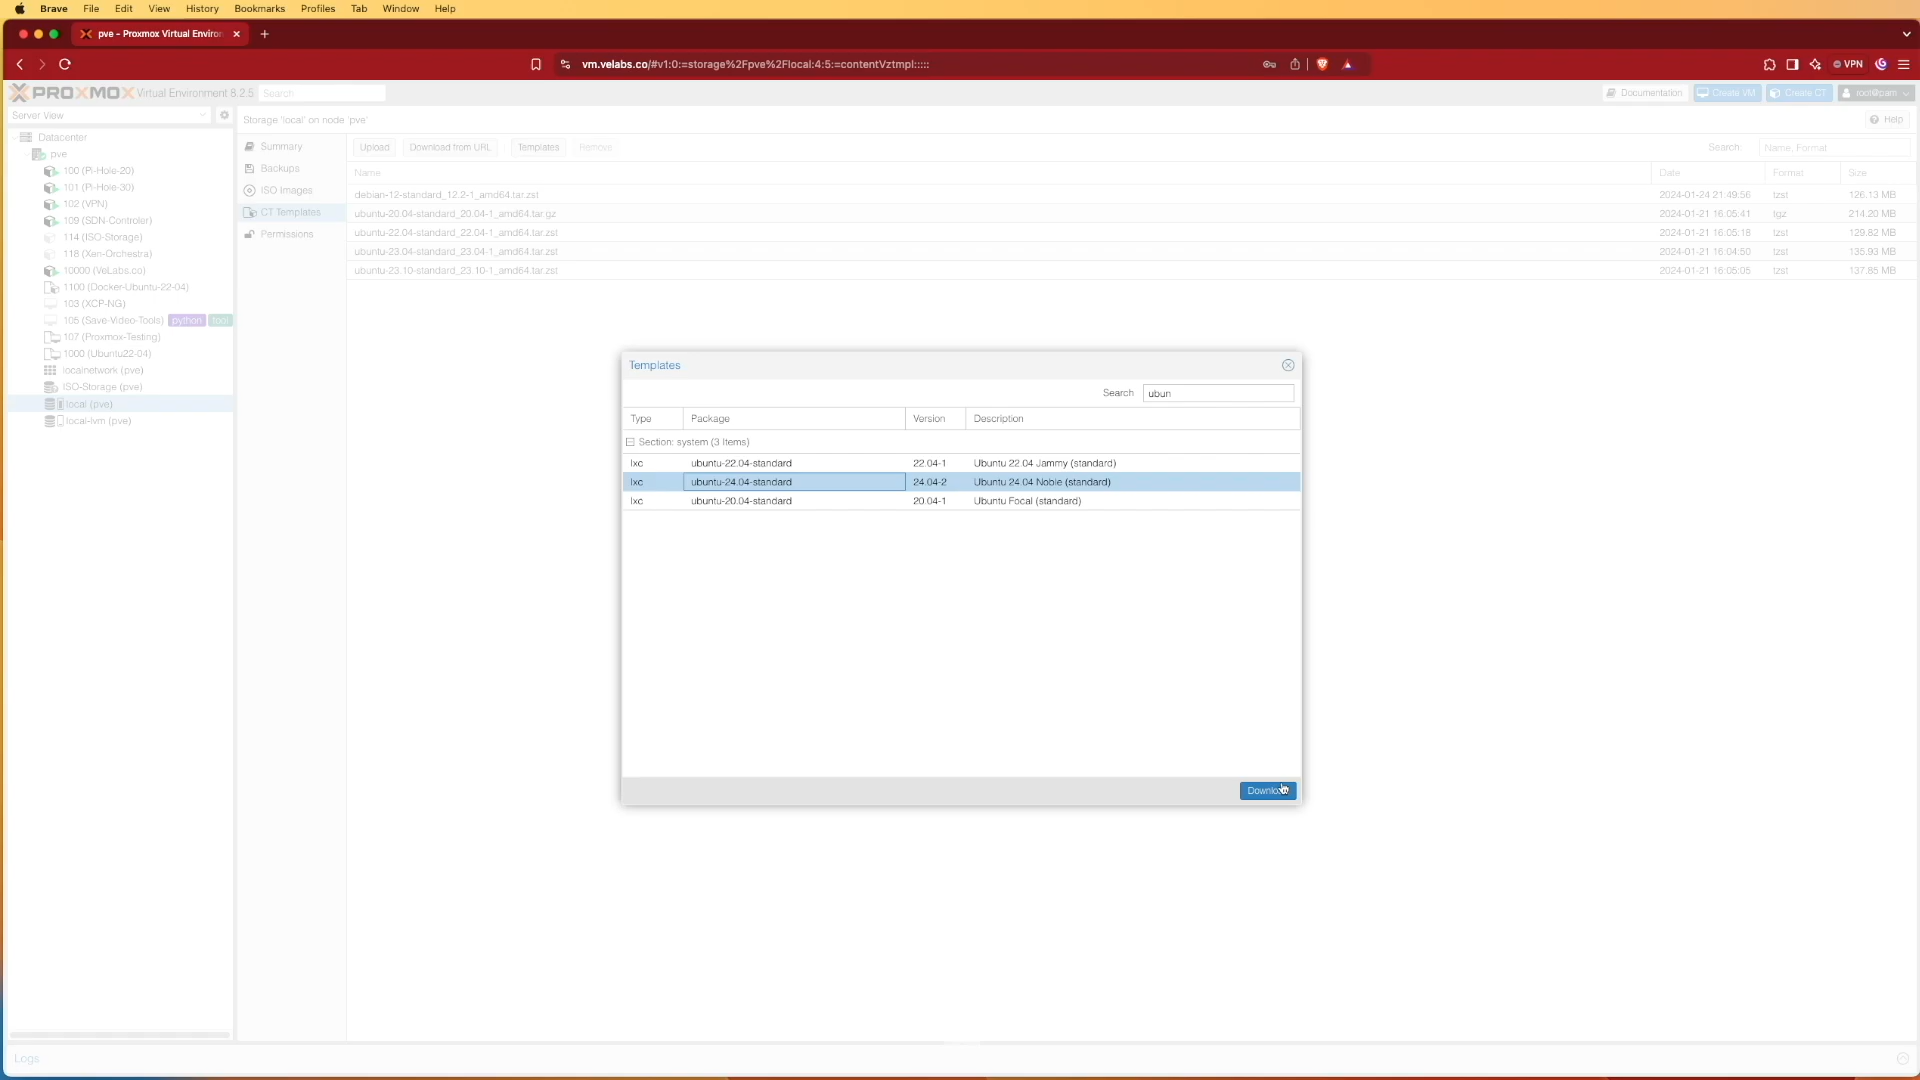 Brave File Edit View History Bookmarks Profiles Tab Window Help
pve - Proxmox Virtual Environ
vm.velabs.co/#v1:0:=storage%2Fpve%2Flocal:4:5:=contentVztmpl:::::
VPN
PROXMOX Virtual Environment 8.2.5 Search
Documentation Create VM Create CT root@pam
Server View
Storage 'local' on node 'pve'
Help
Datacenter
pve
100 (Pi-Hole-20)
101 (Pi-Hole-30)
102 (VPN)
109 (SDN-Controler)
114 (ISO-Storage)
118 (Xen-Orchestra)
10000 (VeLabs.co)
1100 (Docker-Ubuntu-22-04)
103 (XCP-NG)
105 (Save-Video-Tools) python tool
107 (Proxmox-Testing)
1000 (Ubuntu22-04)
localnetwork (pve)
ISO-Storage (pve)
local (pve)
local-lvm (pve)
Summary
Backups
ISO Images
CT Templates
Permissions
Upload Download from URL Templates Remove
Search Name, Format
Name Date Format Size
debian-12-standard_12.2-1_amd64.tar.zst 2024-01-24 21:49:56 tzst 126.13 MB
ubuntu-20.04-standard_20.04-1_amd64.tar.gz 2024-01-21 16:05:41 tgz 214.20 MB
ubuntu-22.04-standard_22.04-1_amd64.tar.zst 2024-01-21 16:05:18 tzst 129.82 MB
ubuntu-23.04-standard_23.04-1_amd64.tar.zst 2024-01-21 16:04:50 tzst 135.93 MB
ubuntu-23.10-standard_23.10-1_amd64.tar.zst 2024-01-21 16:05:05 tzst 137.85 MB
Templates
Search ubun
Type Package Version Description
Section: system (3 Items)
lxc ubuntu-22.04-standard 22.04-1 Ubuntu 22.04 Jammy (standard)
lxc ubuntu-24.04-standard 24.04-2 Ubuntu 24.04 Noble (standard)
lxc ubuntu-20.04-standard 20.04-1 Ubuntu Focal (standard)
Download
Logs